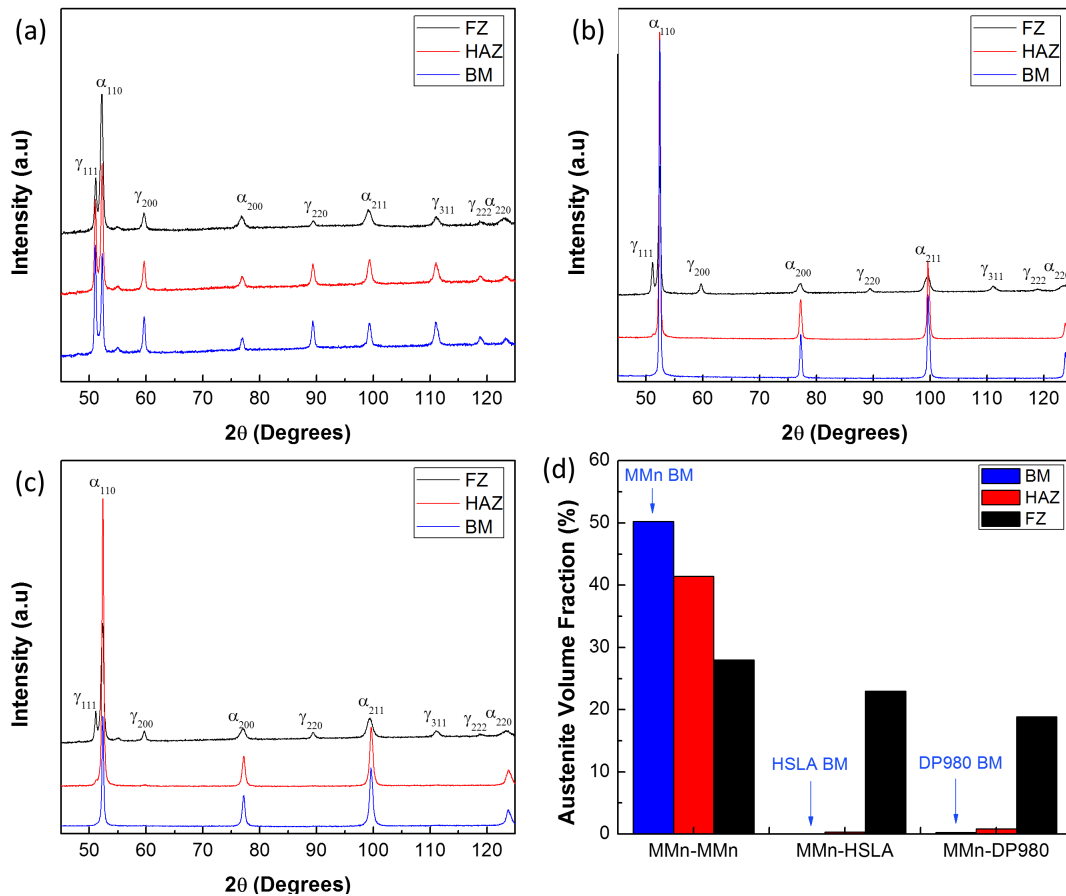 (a)
FZ
HAZ
BM
α110
γ111
γ200
α200
γ220
α211
γ311
γ222
α220
Intensity (a.u)
50 60 70 80 90 100 110 120
2θ (Degrees)
(b)
FZ
HAZ
BM
α110
γ111
γ200
α200
γ220
α211
γ311
γ222
α220
Intensity (a.u)
50 60 70 80 90 100 110 120
2θ (Degrees)
(c)
FZ
HAZ
BM
α110
γ111
γ200
α200
γ220
α211
γ311
γ222
α220
Intensity (a.u)
50 60 70 80 90 100 110 120
2θ (Degrees)
(d)
BM
HAZ
FZ
MMn BM
HSLA BM
DP980 BM
Austenite Volume Fraction (%)
60
50
40
30
20
10
0
MMn-MMn MMn-HSLA MMn-DP980